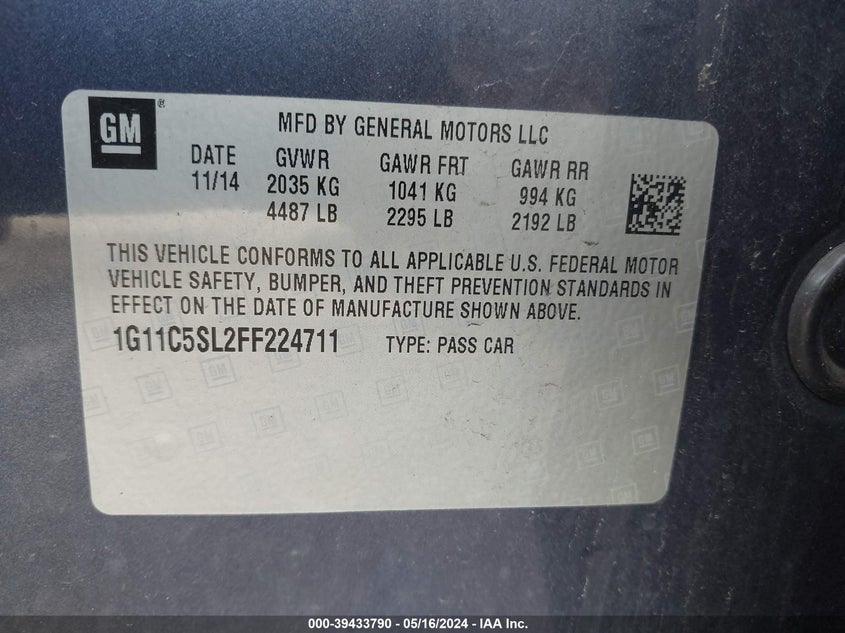 GM ®
MFD BY GENERAL MOTORS LLC
DATE GVWR GAWR FRT GAWR RR
11/14 2035 KG 1041 KG 994 KG
4487 LB 2295 LB 2192 LB
THIS VEHICLE CONFORMS TO ALL APPLICABLE U.S. FEDERAL MOTOR
VEHICLE SAFETY, BUMPER, AND THEFT PREVENTION STANDARDS IN
EFFECT ON THE DATE OF MANUFACTURE SHOWN ABOVE.
1G11C5SL2FF224711 TYPE: PASS CAR
000-39433790 - 05/16/2024 - IAA Inc.